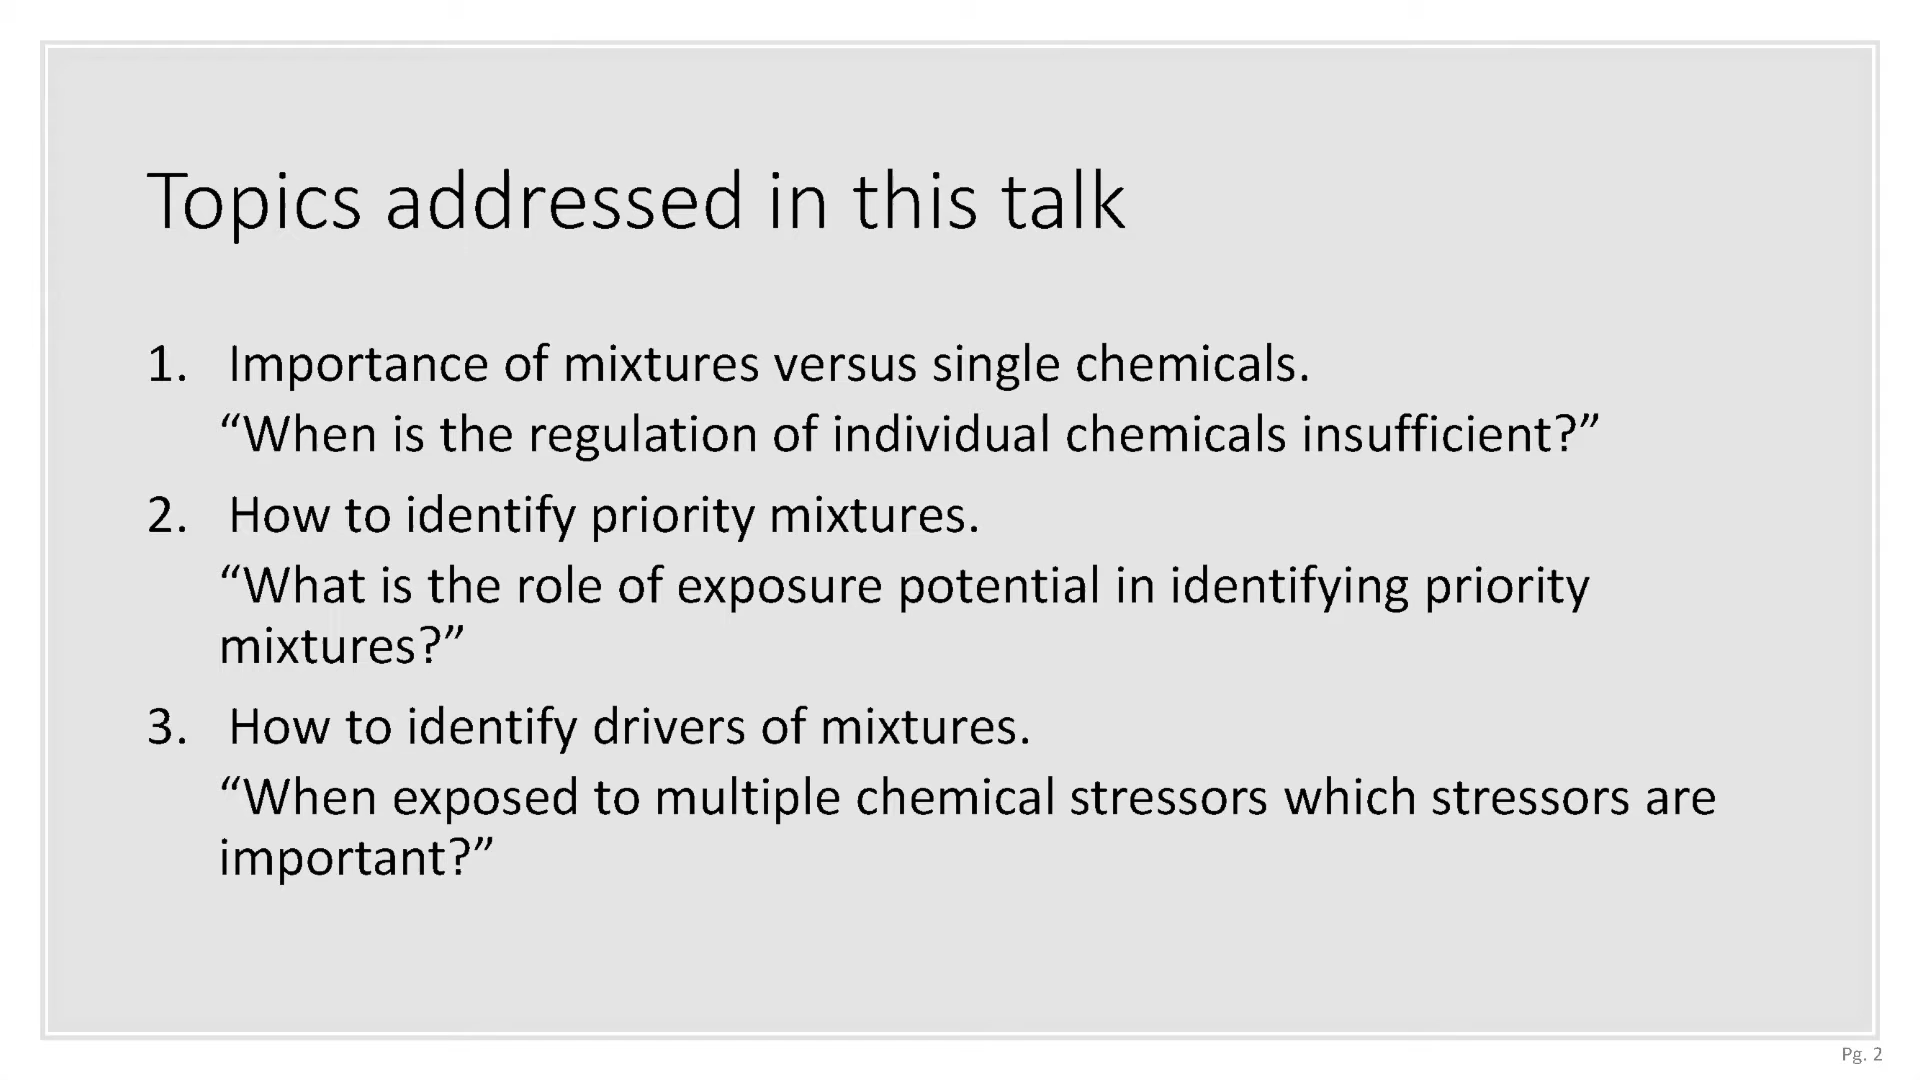 Topics addressed in this talk
1. Importance of mixtures versus single chemicals.
“When is the regulation of individual chemicals insufficient?”
2. How to identify priority mixtures.
“What is the role of exposure potential in identifying priority
mixtures?”
3. How to identify drivers of mixtures.
“When exposed to multiple chemical stressors which stressors are
important?”
Pg. 2